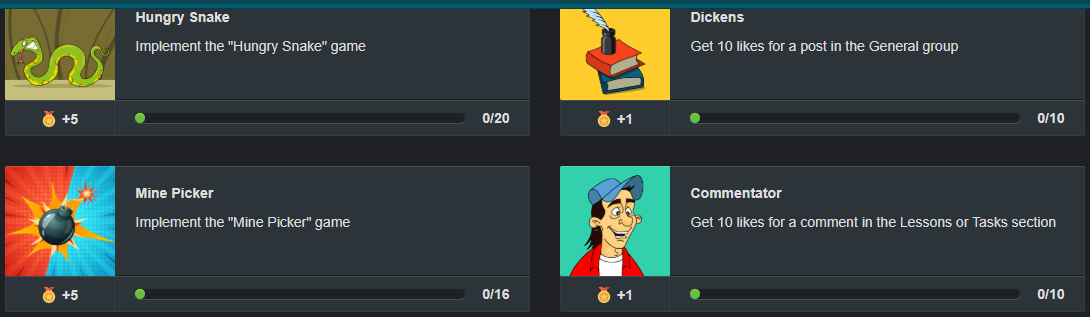 Hungry Snake
Implement the "Hungry Snake" game
+5
0/20
Dickens
Get 10 likes for a post in the General group
+1
0/10
Mine Picker
Implement the "Mine Picker" game
+5
0/16
Commentator
Get 10 likes for a comment in the Lessons or Tasks section
+1
0/10